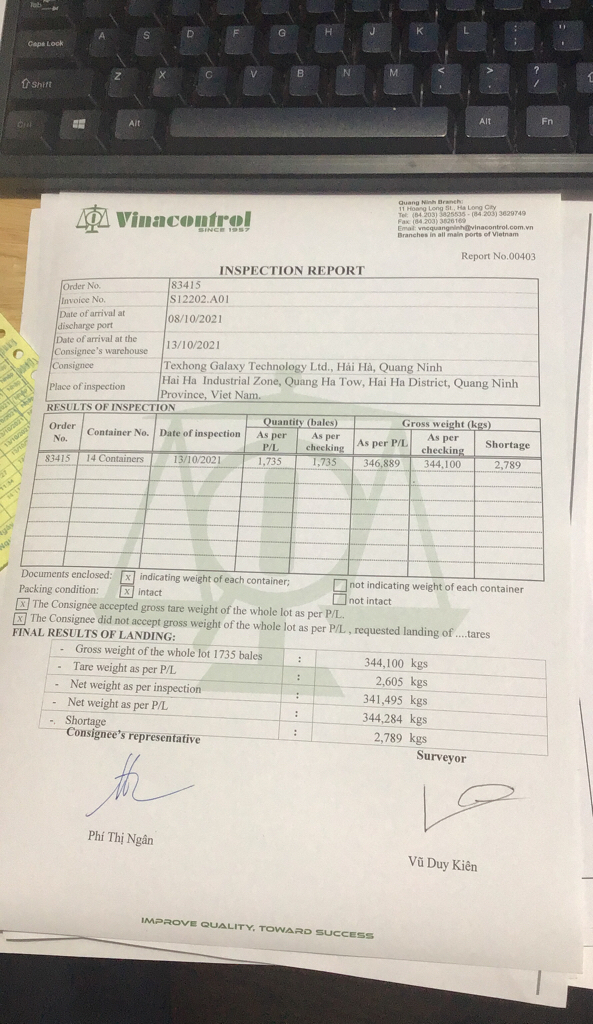 Tab
Caps Lock A S D F G H J K L : ; " '
Shift Z X C V B N M < , > . ? /
Ctrl Alt Alt Fn
Vinacontrol
SINCE 1957
Quang Ninh Branch:
11 Hoang Long St., Ha Long City
Tel: (84.203) 3825535 - (84.203) 3829749
Fax: (84.203) 3826169
Email: vncquangninh@vinacontrol.com.vn
Branches in all main ports of Vietnam
Report No.00403
INSPECTION REPORT
Order No. 83415
Invoice No. S12202.A01
Date of arrival at discharge port 08/10/2021
Date of arrival at the Consignee's warehouse 13/10/2021
Consignee Texhong Galaxy Technology Ltd., Hải Hà, Quang Ninh
Place of inspection Hai Ha Industrial Zone, Quang Ha Tow, Hai Ha District, Quang Ninh
Province, Viet Nam.
RESULTS OF INSPECTION
Order No. Container No. Date of inspection Quantity (bales) Gross weight (kgs)
As per P/L As per checking As per P/L As per checking Shortage
83415 14 Containers 13/10/2021 1,735 1,735 346,889 344,100 2,789
Documents enclosed: x indicating weight of each container; not indicating weight of each container
Packing condition: x intact not intact
x The Consignee accepted gross tare weight of the whole lot as per P/L.
x The Consignee did not accept gross weight of the whole lot as per P/L , requested landing of ....tares
FINAL RESULTS OF LANDING:
- Gross weight of the whole lot 1735 bales : 344,100 kgs
- Tare weight as per P/L : 2,605 kgs
- Net weight as per inspection : 341,495 kgs
- Net weight as per P/L : 344,284 kgs
-. Shortage : 2,789 kgs
Consignee's representative Surveyor
Phí Thị Ngân Vũ Duy Kiên
IMPROVE QUALITY, TOWARD SUCCESS